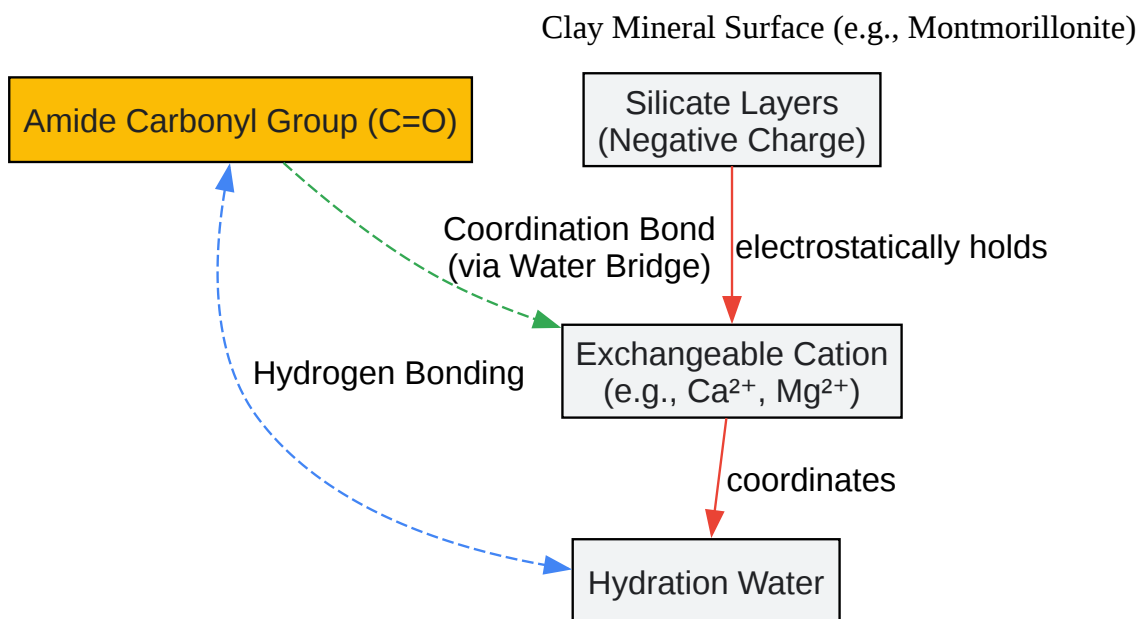 Clay Mineral Surface (e.g., Montmorillonite)
Amide Carbonyl Group (C=O)
Silicate Layers
(Negative Charge)
Coordination Bond
(via Water Bridge)
electrostatically holds
Exchangeable Cation
(e.g., Ca²⁺, Mg²⁺)
Hydrogen Bonding
coordinates
Hydration Water